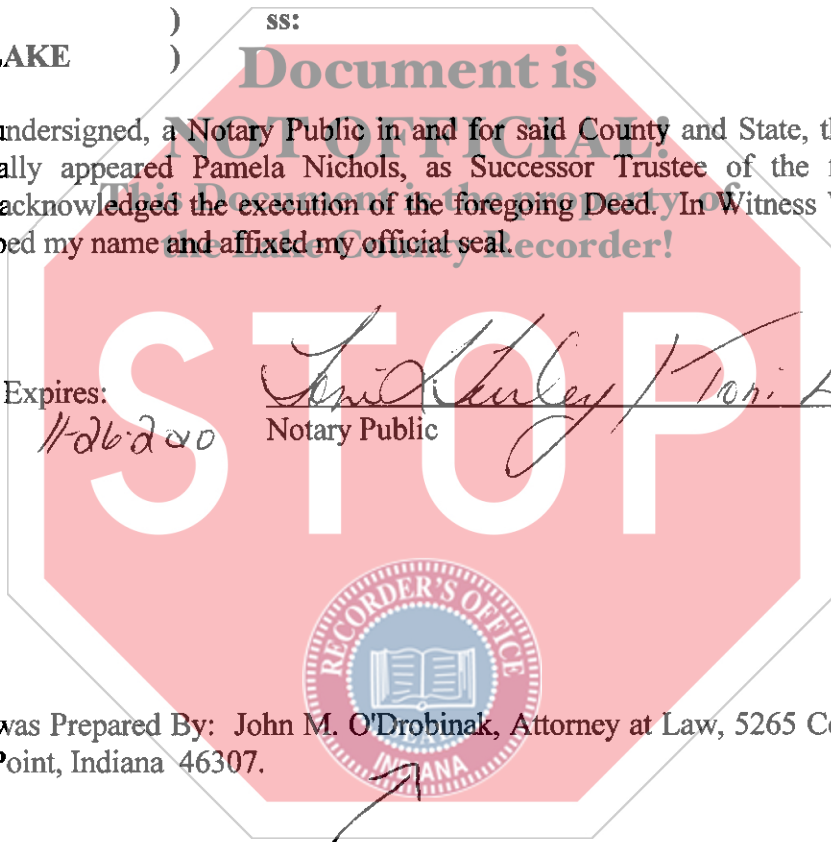 ) ss:
LAKE )
Document is
NOT OFFICIAL!
undersigned, a Notary Public in and for said County and State, th
ally appeared Pamela Nichols, as Successor Trustee of the f
This Document is the property of
acknowledged the execution of the foregoing Deed. In Witness W
the Lake County Recorder!
bed my name and affixed my official seal.
STOP
Expires:
11-26-2010
Notary Public
RECORDER'S OFFICE
SEAL
INDIANA
was Prepared By: John M. O'Drobinak, Attorney at Law, 5265 Co
Point, Indiana 46307.